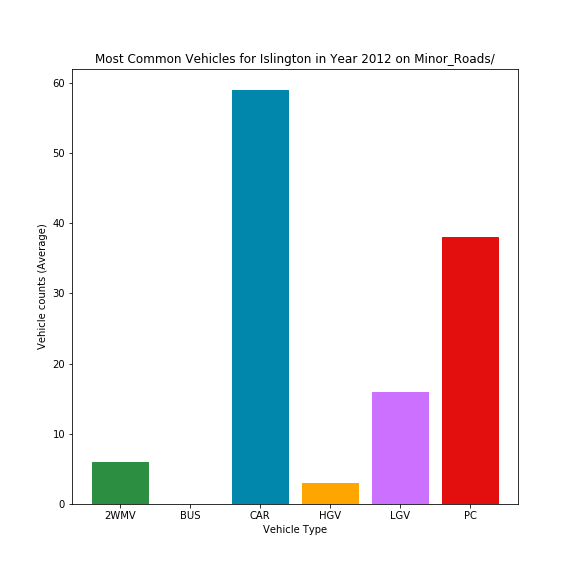 Most Common Vehicles for Islington in Year 2012 on Minor_Roads/
60
50
40
30
20
10
0
Vehicle counts (Average)
2WMV BUS CAR HGV LGV PC
Vehicle Type